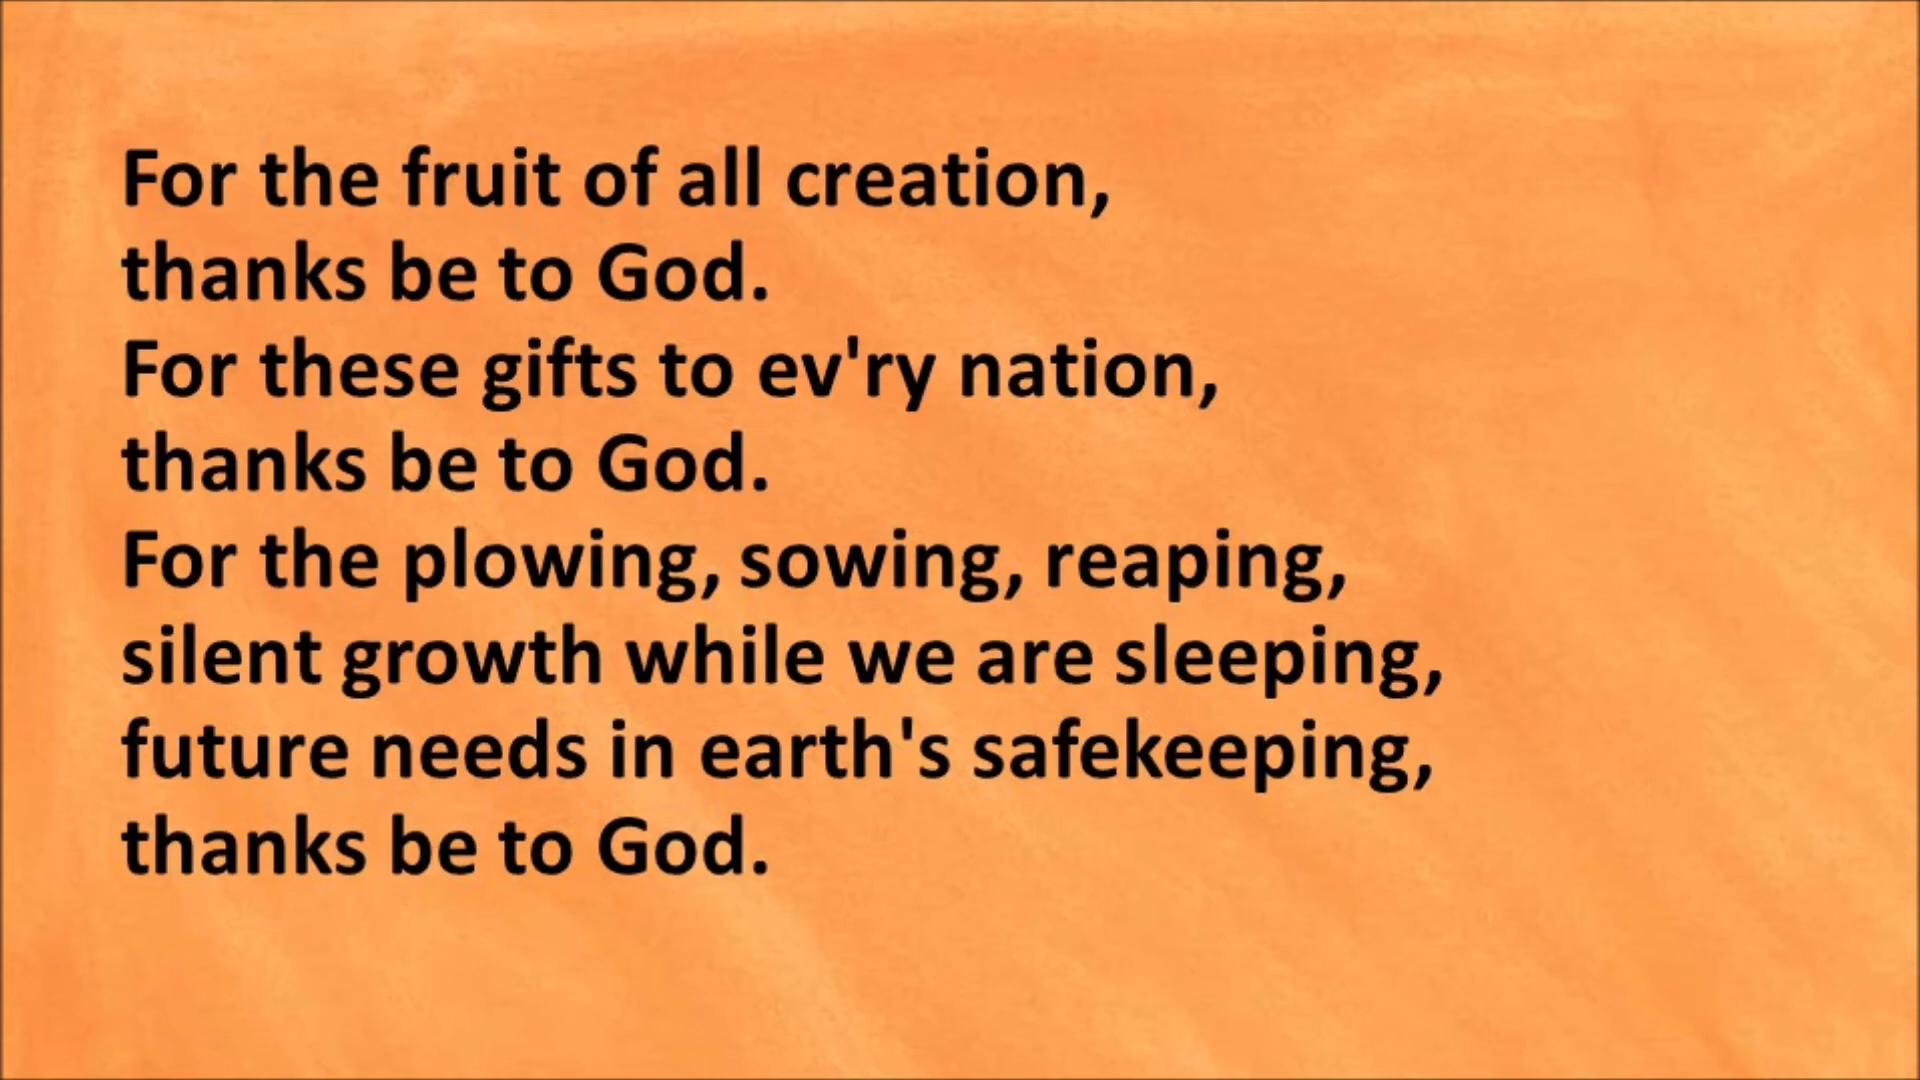 For the fruit of all creation,
thanks be to God.
For these gifts to ev'ry nation,
thanks be to God.
For the plowing, sowing, reaping,
silent growth while we are sleeping,
future needs in earth's safekeeping,
thanks be to God.